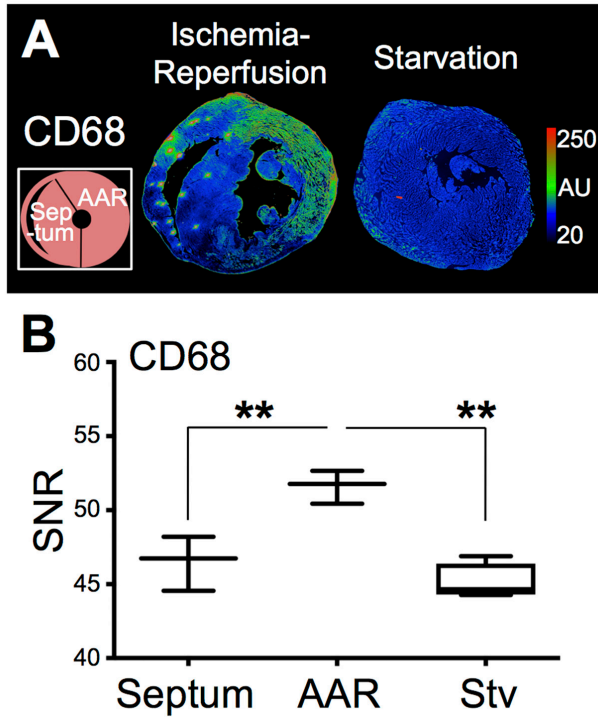 A
Ischemia-
Reperfusion
Starvation
CD68
AAR
Sep
-tum
250
AU
20
B
CD68
60
55
50
45
40
SNR
**
**
Septum
AAR
Stv